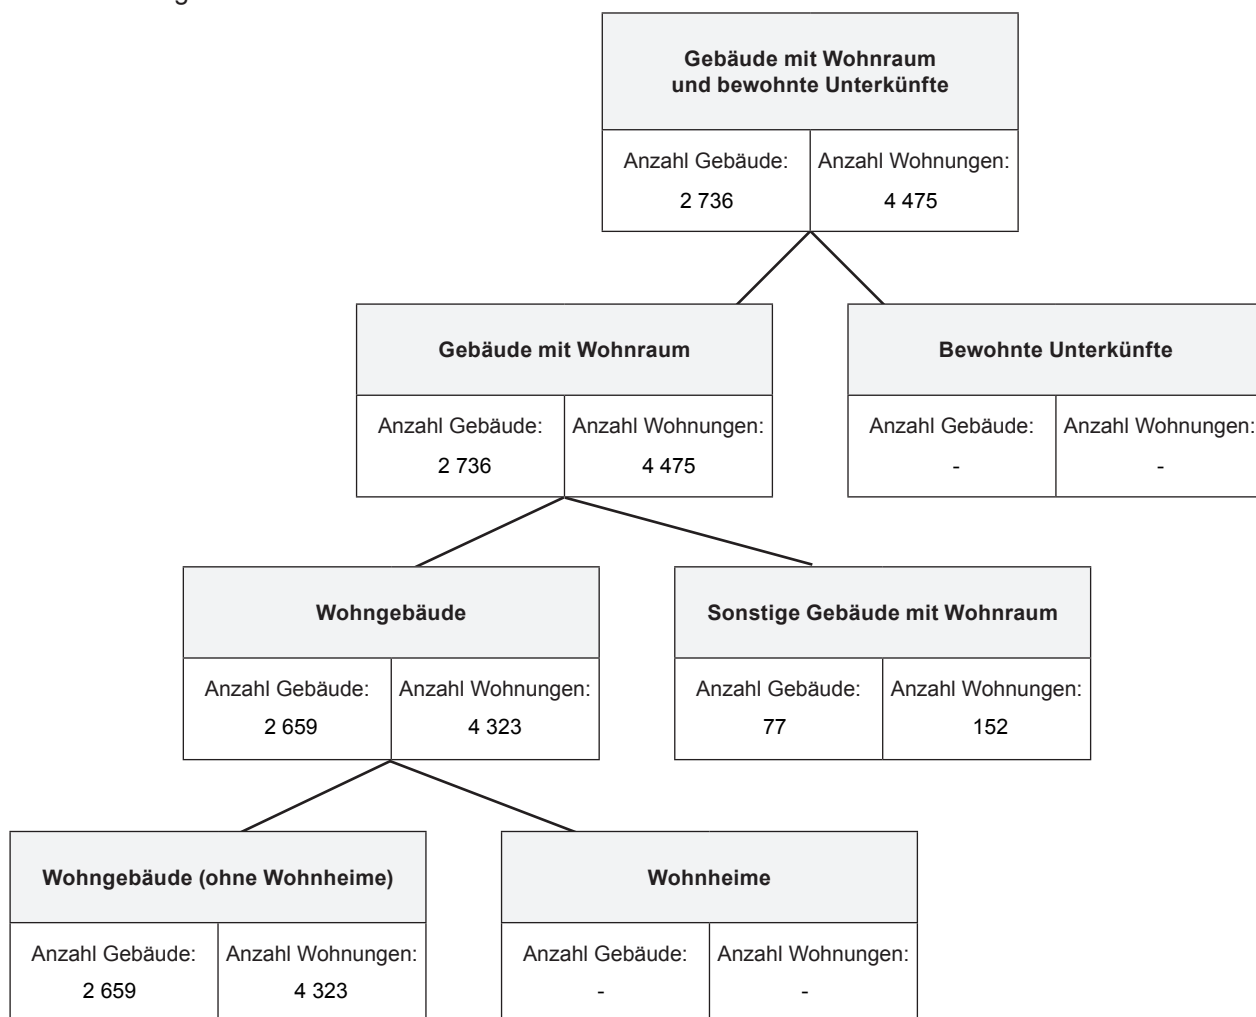 Gebäude mit Wohnraum
und bewohnte Unterkünfte
Anzahl Gebäude: Anzahl Wohnungen:
2 736 4 475
Gebäude mit Wohnraum
Anzahl Gebäude: Anzahl Wohnungen:
2 736 4 475
Bewohnte Unterkünfte
Anzahl Gebäude: Anzahl Wohnungen:
- -
Wohngebäude
Anzahl Gebäude: Anzahl Wohnungen:
2 659 4 323
Sonstige Gebäude mit Wohnraum
Anzahl Gebäude: Anzahl Wohnungen:
77 152
Wohngebäude (ohne Wohnheime)
Anzahl Gebäude: Anzahl Wohnungen:
2 659 4 323
Wohnheime
Anzahl Gebäude: Anzahl Wohnungen:
- -